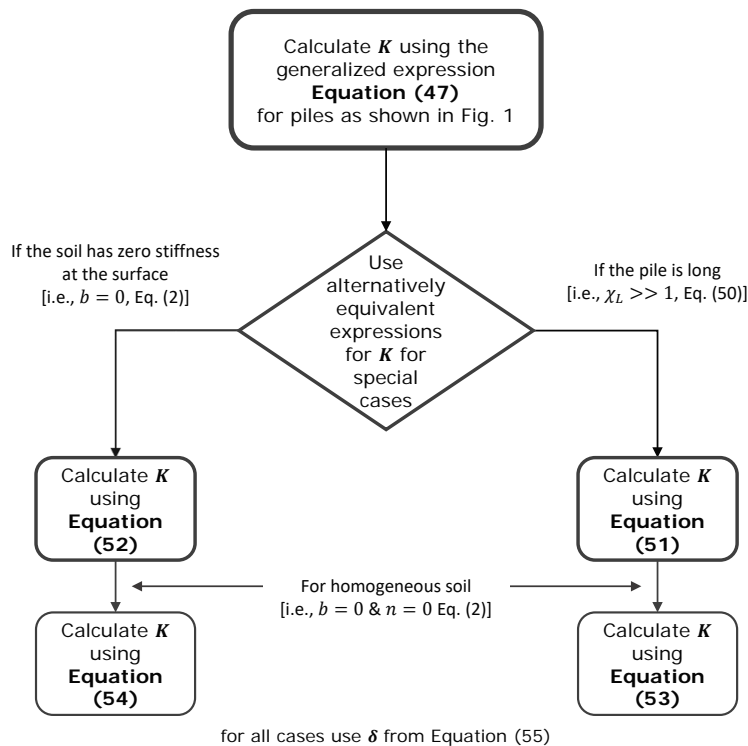 Calculate K using the
generalized expression
Equation (47)
for piles as shown in Fig. 1
If the soil has zero stiffness
at the surface
[i.e., b = 0, Eq. (2)]
Use
alternatively
equivalent
expressions
for K for
special
cases
If the pile is long
[i.e., χ_L >> 1, Eq. (50)]
Calculate K
using
Equation
(52)
Calculate K
using
Equation
(51)
For homogeneous soil
[i.e., b = 0 & n = 0 Eq. (2)]
Calculate K
using
Equation
(54)
Calculate K
using
Equation
(53)
for all cases use δ from Equation (55)